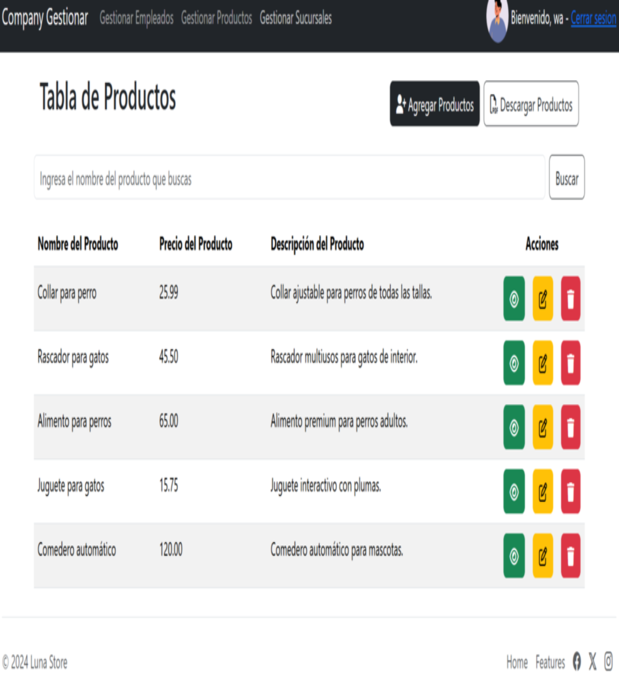 Company Gestionar Gestionar Empleados Gestionar Productos Gestionar Sucursales Bienvenido, wa - Cerrar sesion
Tabla de Productos Agregar Productos Descargar Productos
Ingresa el nombre del producto que buscas Buscar
Nombre del Producto Precio del Producto Descripción del Producto Acciones
Collar para perro 25.99 Collar ajustable para perros de todas las tallas.
Rascador para gatos 45.50 Rascador multiusos para gatos de interior.
Alimento para perros 65.00 Alimento premium para perros adultos.
Juguete para gatos 15.75 Juguete interactivo con plumas.
Comedero automático 120.00 Comedero automático para mascotas.
© 2024 Luna Store Home Features